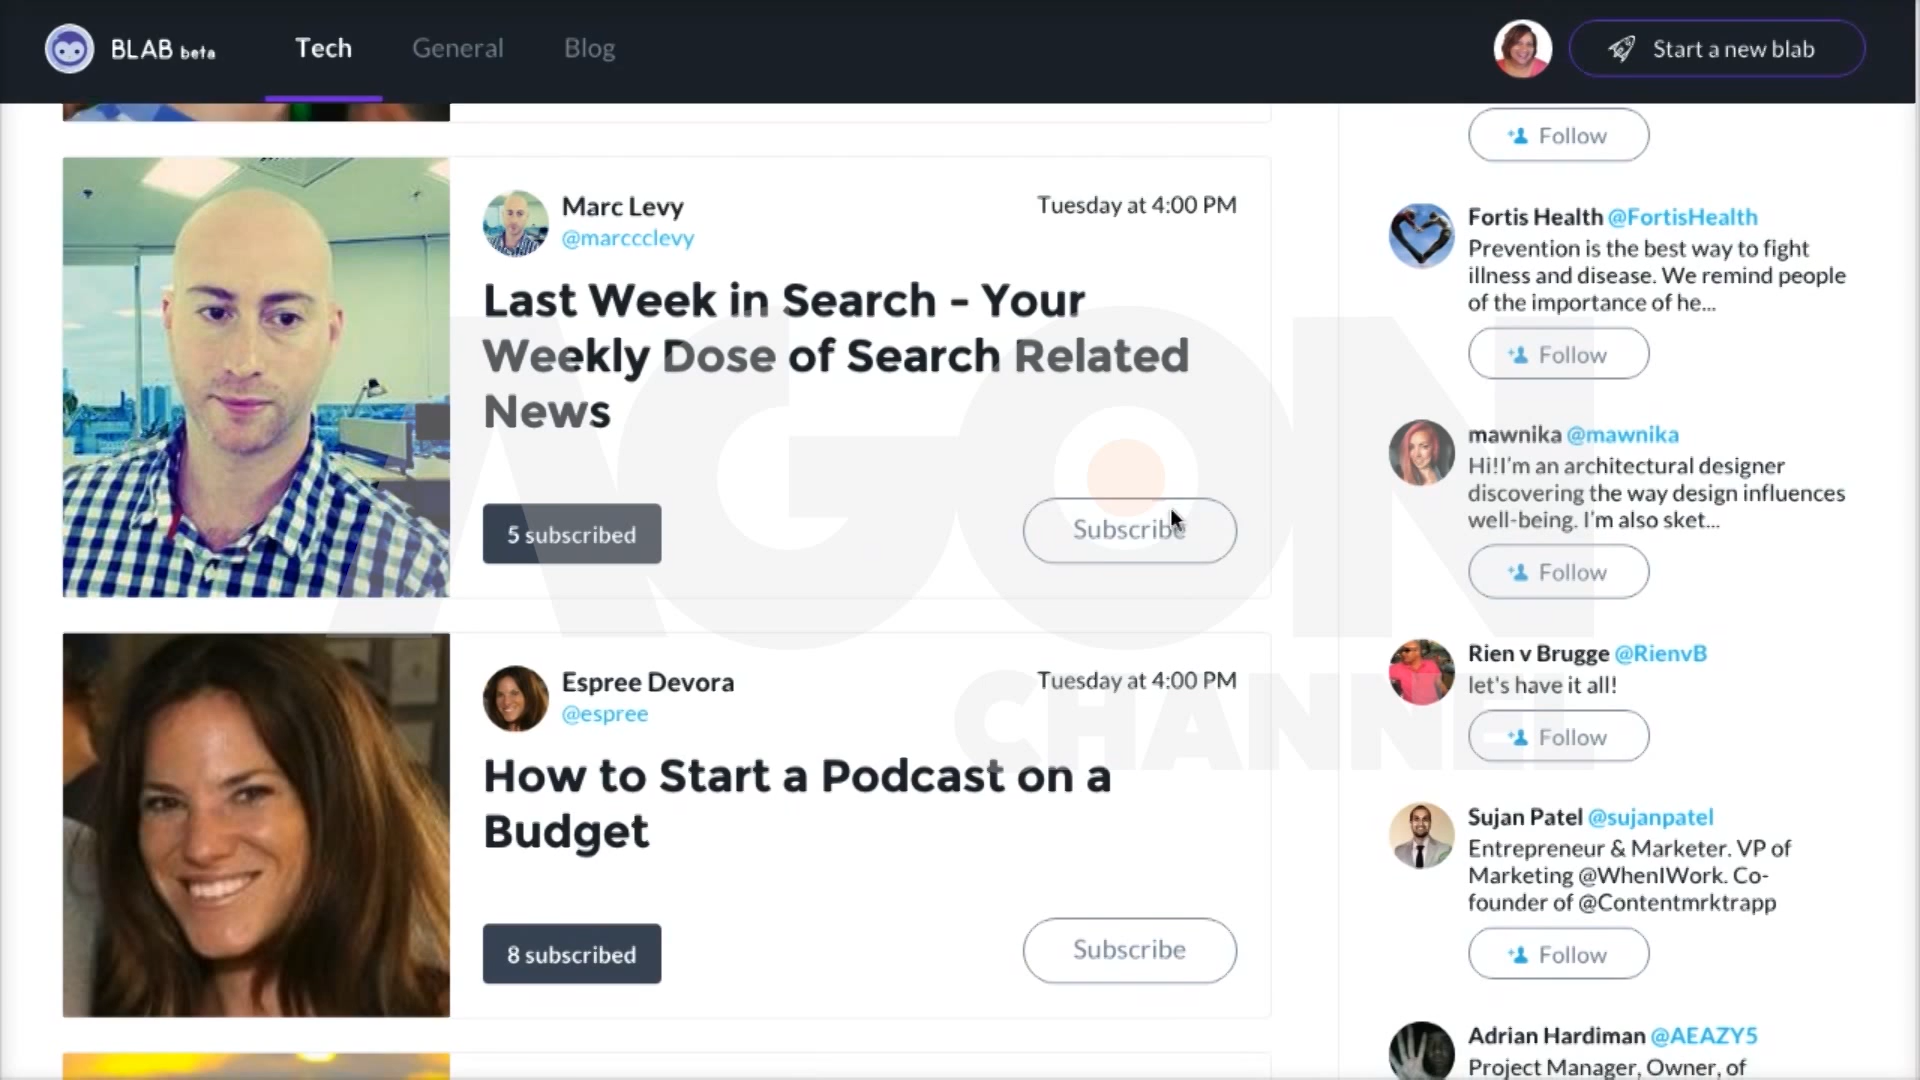 BLAB beta
Tech
General
Blog
Start a new blab
Marc Levy
@marccclevy
Tuesday at 4:00 PM
Last Week in Search - Your
Weekly Dose of Search Related
News
5 subscribed
Subscribe
Espree Devora
@espree
Tuesday at 4:00 PM
How to Start a Podcast on a
Budget
8 subscribed
Subscribe
Follow
Fortis Health @FortisHealth
Prevention is the best way to fight
illness and disease. We remind people
of the importance of he...
Follow
mawnika @mawnika
Hi!I'm an architectural designer
discovering the way design influences
well-being. I'm also sket...
Follow
Rien v Brugge @RienvB
let's have it all!
Follow
Sujan Patel @sujanpatel
Entrepreneur & Marketer. VP of
Marketing @WhenIWork. Co-
founder of @Contentmrktrapp
Follow
Adrian Hardiman @AEAZY5
Project Manager, Owner, of
AGON
CHANNEL